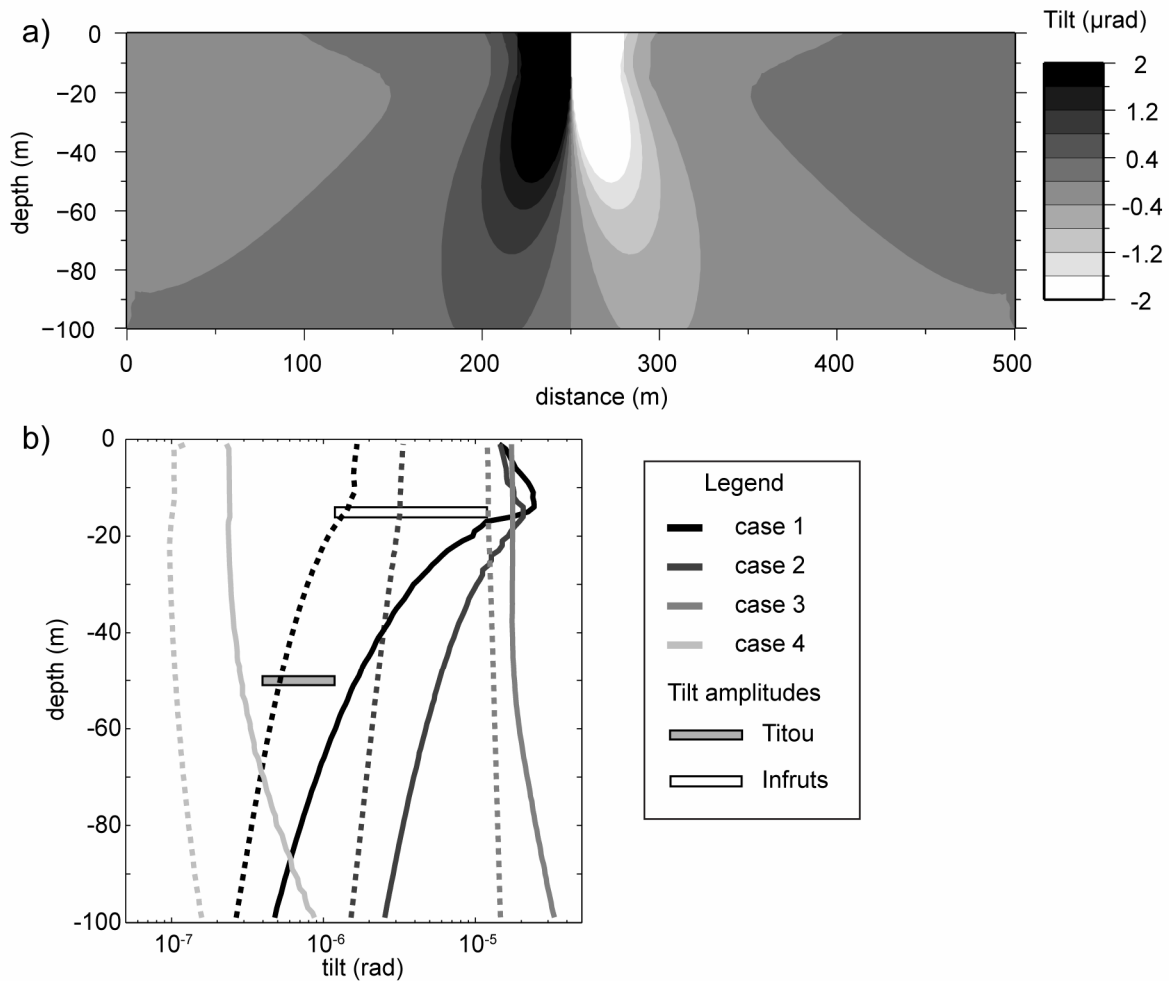 a)
Tilt (μrad)
depth (m)
0
−20
−40
−60
−80
−100
0
100
200
300
400
500
distance (m)
2
1.2
0.4
-0.4
-1.2
-2
b)
depth (m)
0
-20
-40
-60
-80
-100
10-7
10-6
10-5
tilt (rad)
Legend
case 1
case 2
case 3
case 4
Tilt amplitudes
Titou
Infruts